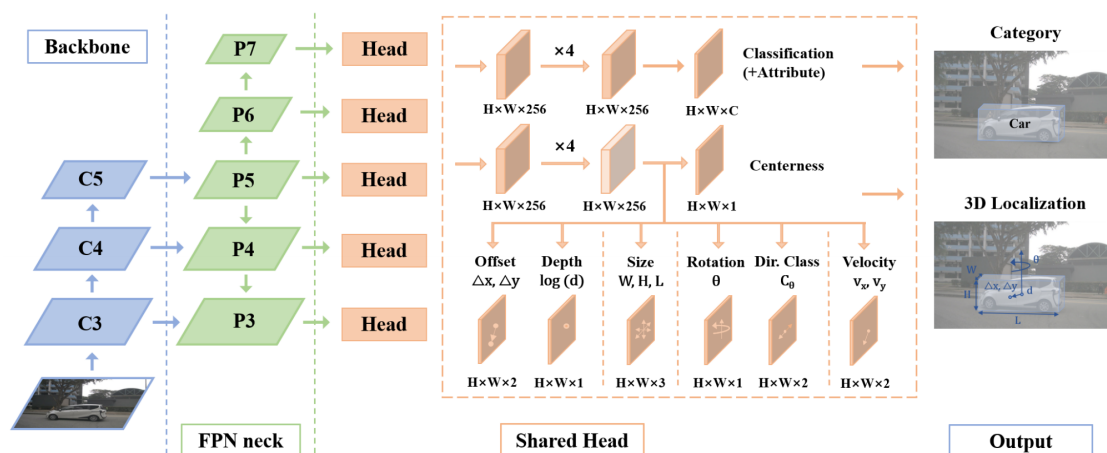 Backbone
C5
C4
C3
P7
P6
P5
P4
P3
FPN neck
Head
Head
Head
Head
Head
×4
H×W×256
H×W×256
H×W×C
Classification
(+Attribute)
×4
H×W×256
H×W×256
H×W×1
Centerness
Offset
△x, △y
H×W×2
Depth
log (d)
H×W×1
Size
W, H, L
H×W×3
Rotation
θ
H×W×1
Dir. Class
Cθ
H×W×2
Velocity
vx, vy
H×W×2
Shared Head
Category
Car
3D Localization
W
θ
△x, △y
d
H
L
Output